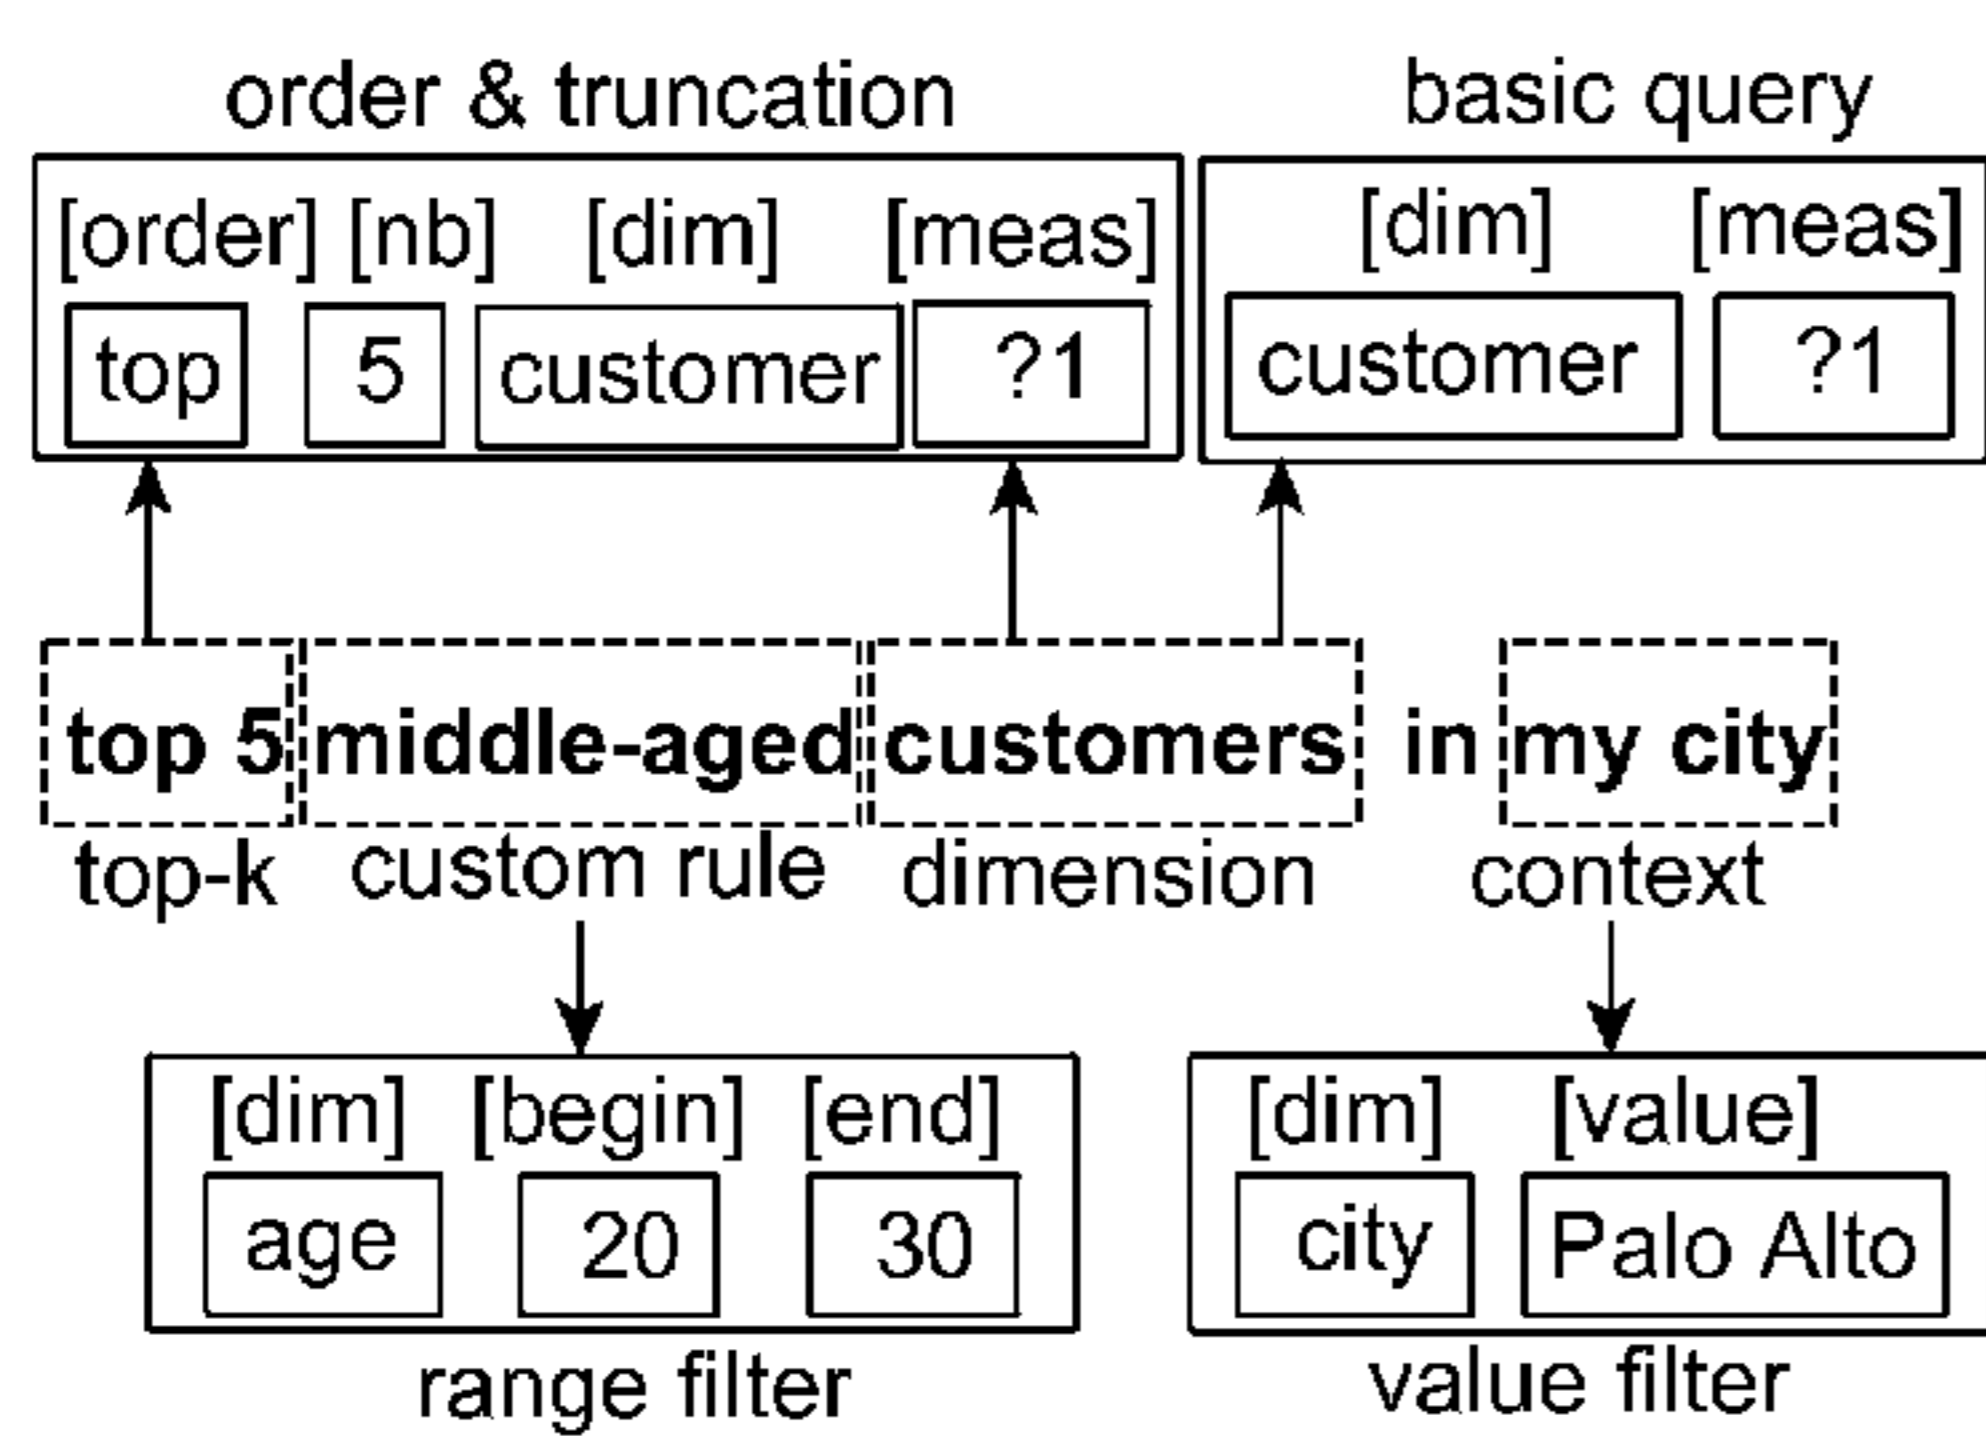 order & truncation basic query
[order] [nb] [dim] [meas] [dim] [meas]
top 5 customer ?1 customer ?1
top 5 middle-aged customers in my city
top-k custom rule dimension context
[dim] [begin] [end] [dim] [value]
age 20 30 city Palo Alto
range filter value filter